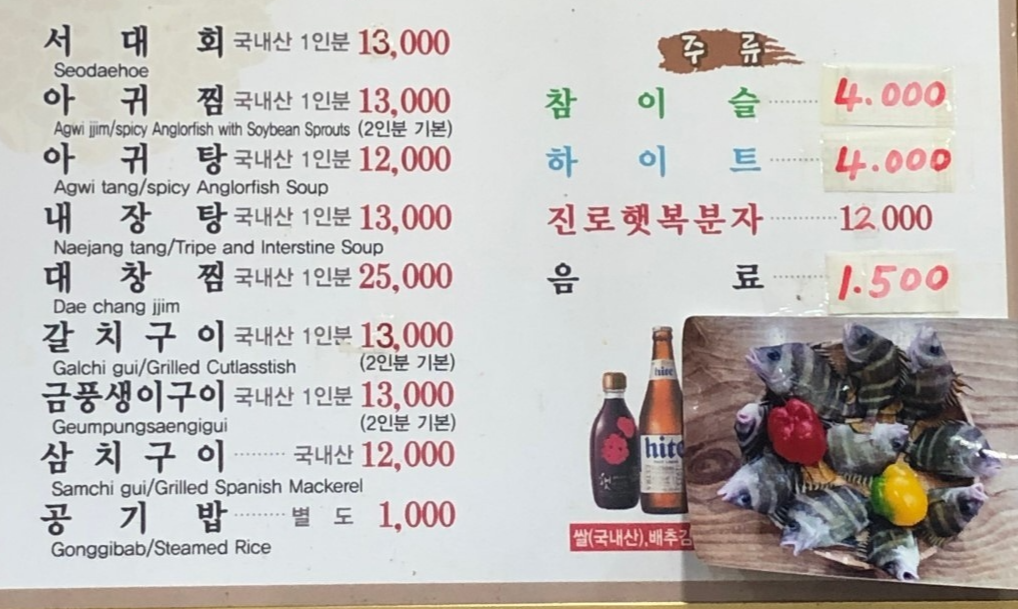 서 대 회 국내산 1인분 13,000
Seodaehoe
아 귀 찜 국내산 1인분 13,000
Agwi jjim/spicy Anglorfish with Soybean Sprouts (2인분 기본)
아 귀 탕 국내산 1인분 12,000
Agwi tang/spicy Anglorfish Soup
내 장 탕 국내산 1인분 13,000
Naejang tang/Tripe and Interstine Soup
대 창 찜 국내산 1인분 25,000
Dae chang jjim
갈 치 구 이 국내산 1인분 13,000
Galchi gui/Grilled Cutlasstish (2인분 기본)
금풍생이구이 국내산 1인분 13,000
Geumpungsaengigui (2인분 기본)
삼 치 구 이 ········ 국내산 12,000
Samchi gui/Grilled Spanish Mackerel
공 기 밥 ········ 별 도 1,000
Gonggibab/Steamed Rice
주 류
참 이 슬 ········ 4.000
하 이 트 ········ 4.000
진로햇복분자 ········ 12,000
음 료 ········ 1.500
hite
hite
쌀(국내산),배추김